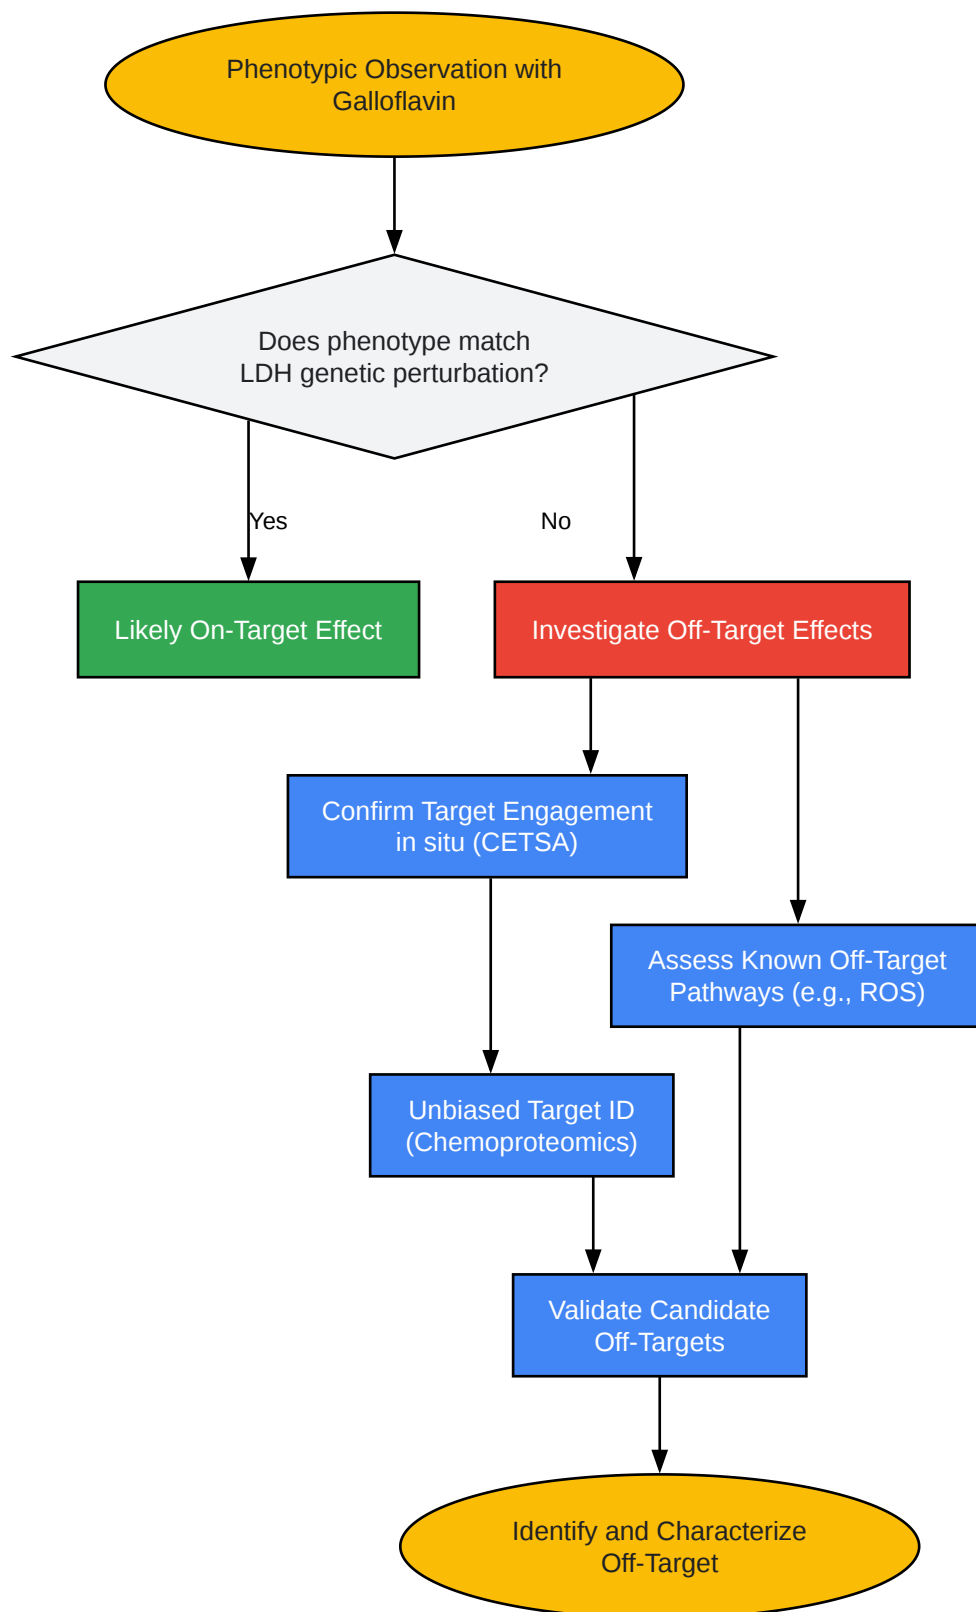 Phenotypic Observation with
Galloflavin
Does phenotype match
LDH genetic perturbation?
Yes
No
Likely On-Target Effect
Investigate Off-Target Effects
Confirm Target Engagement
in situ (CETSA)
Assess Known Off-Target
Pathways (e.g., ROS)
Unbiased Target ID
(Chemoproteomics)
Validate Candidate
Off-Targets
Identify and Characterize
Off-Target